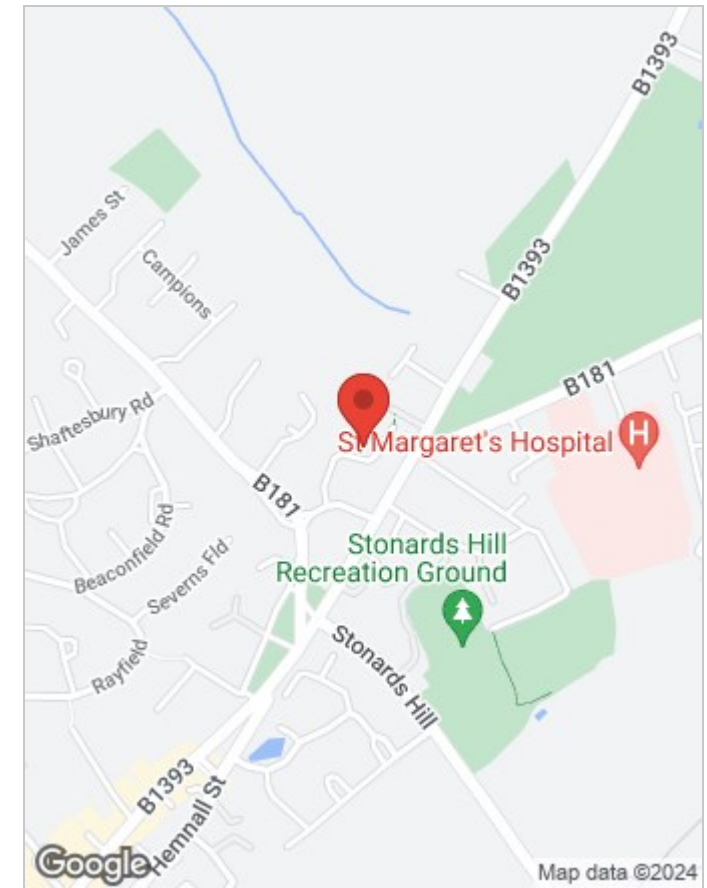 B1393
James St
Campions
B1393
B181
Shaftesbury Rd
St Margaret's Hospital
H
B181
Beaconfield Rd
Severns Fld
Stonards Hill
Recreation Ground
Rayfield
Stonards Hill
B1393
Hemnall St
Google
Map data ©2024